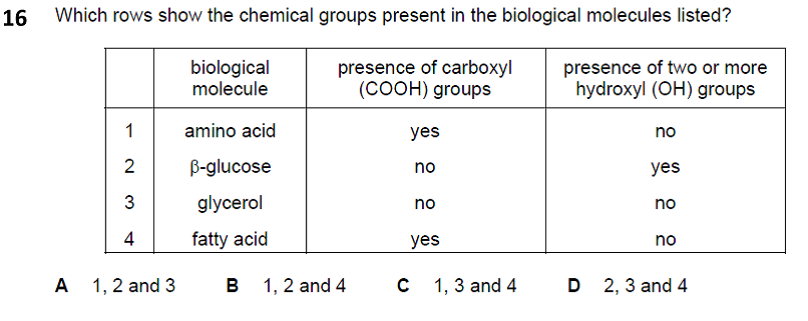 16 Which rows show the chemical groups present in the biological molecules listed?
biological molecule presence of carboxyl (COOH) groups presence of two or more hydroxyl (OH) groups
1 amino acid yes no
2 β-glucose no yes
3 glycerol no no
4 fatty acid yes no
A 1, 2 and 3 B 1, 2 and 4 C 1, 3 and 4 D 2, 3 and 4